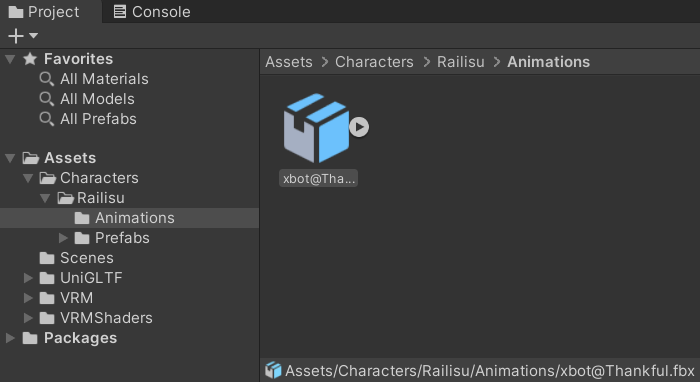 Project Console
Favorites
All Materials
All Models
All Prefabs
Assets
Characters
Railisu
Animations
Prefabs
Scenes
UniGLTF
VRM
VRMShaders
Packages
Assets > Characters > Railisu > Animations
xbot@Tha...
Assets/Characters/Railisu/Animations/xbot@Thankful.fbx